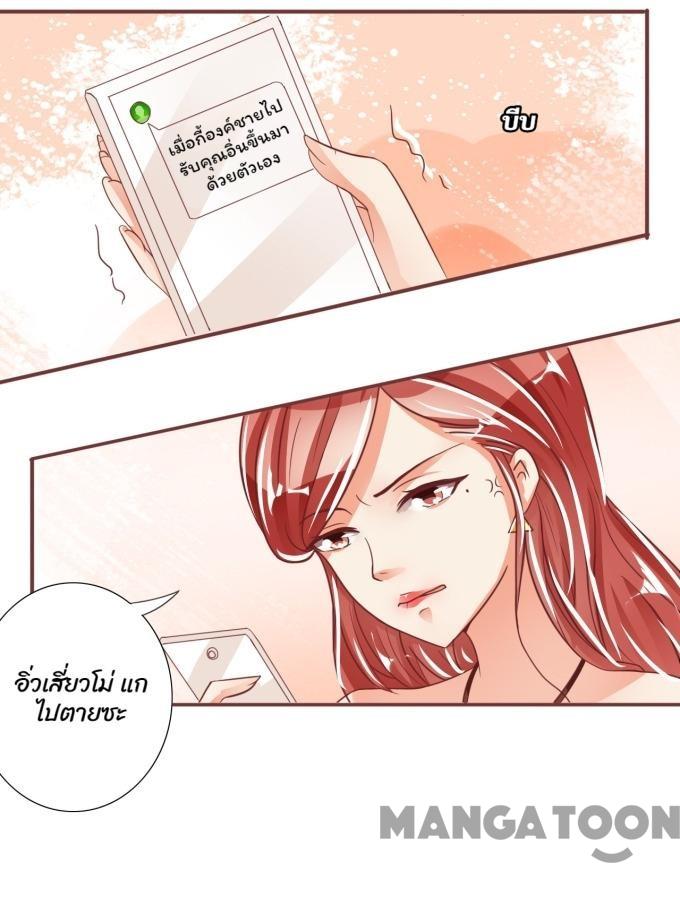 บีบ
เมื่อกี้องค์ชายไป
รับคุณอิ่นขึ้นมา
ด้วยตัวเอง
อิ่วเสี่ยวโม่ แก
ไปตายซะ
MANGATOON